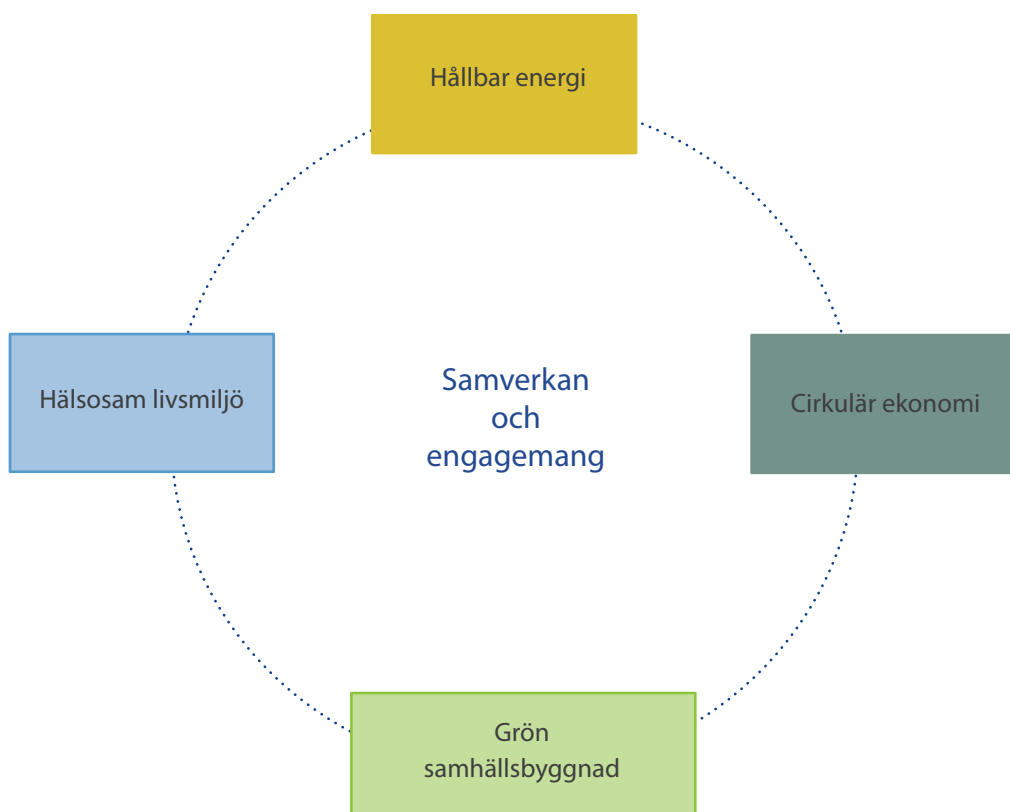 Hållbar energi
Hälsosam livsmiljö
Samverkan
och
engagemang
Cirkulär ekonomi
Grön
samhällsbyggnad